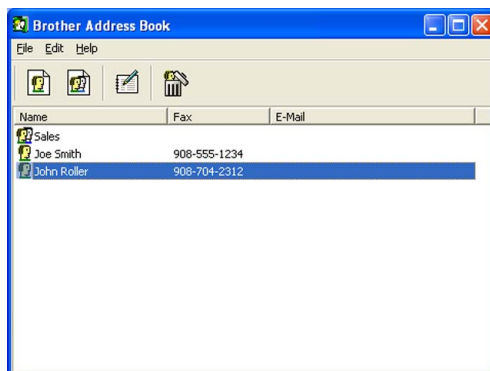 Brother Address Book
File Edit Help
Name Fax E-Mail
Sales
Joe Smith 908-555-1234
John Roller 908-704-2312